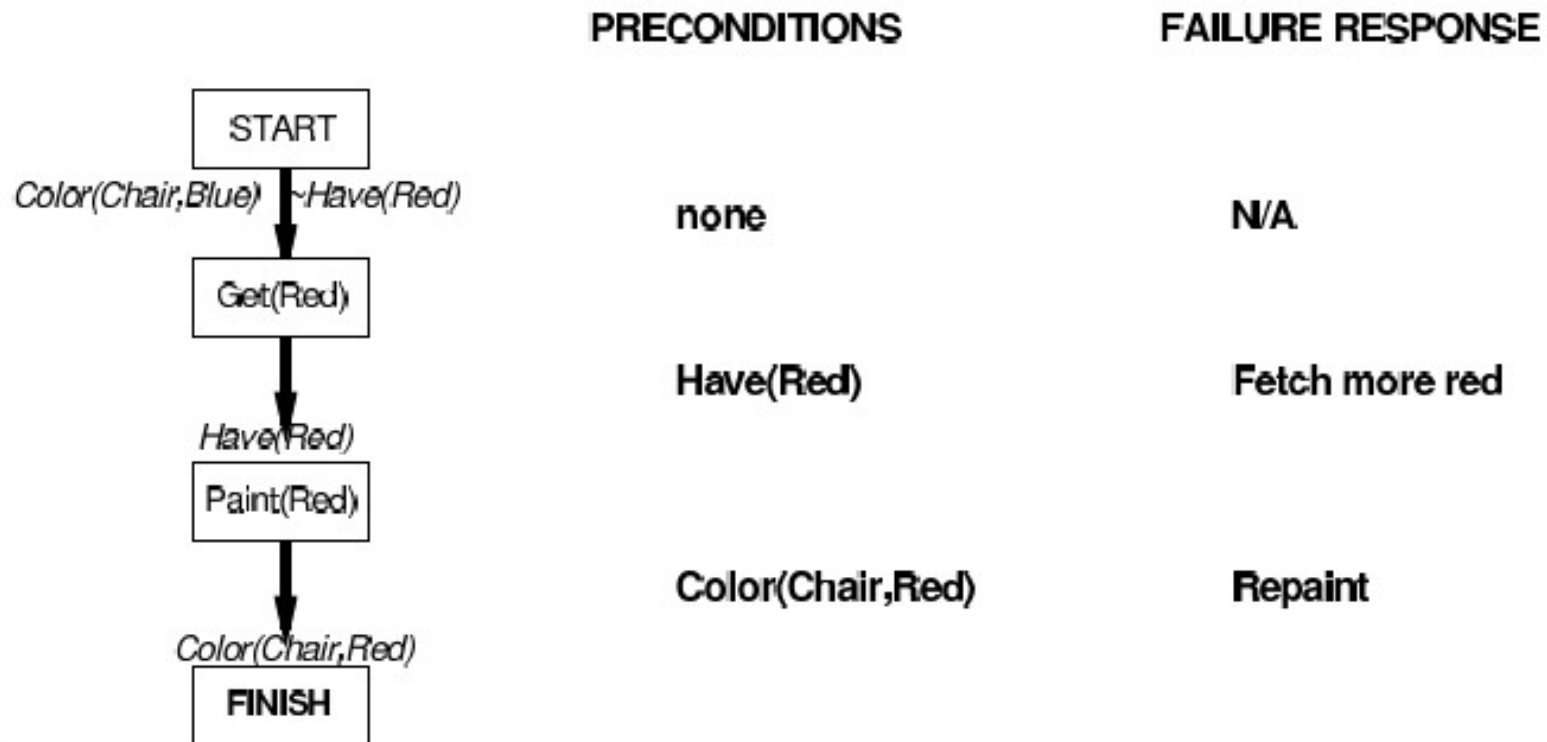 PRECONDITIONS FAILURE RESPONSE
START
Color(Chair,Blue) ~Have(Red)
none N/A
Get(Red)
Have(Red) Fetch more red
Have(Red)
Paint(Red)
Color(Chair,Red) Repaint
Color(Chair,Red)
FINISH